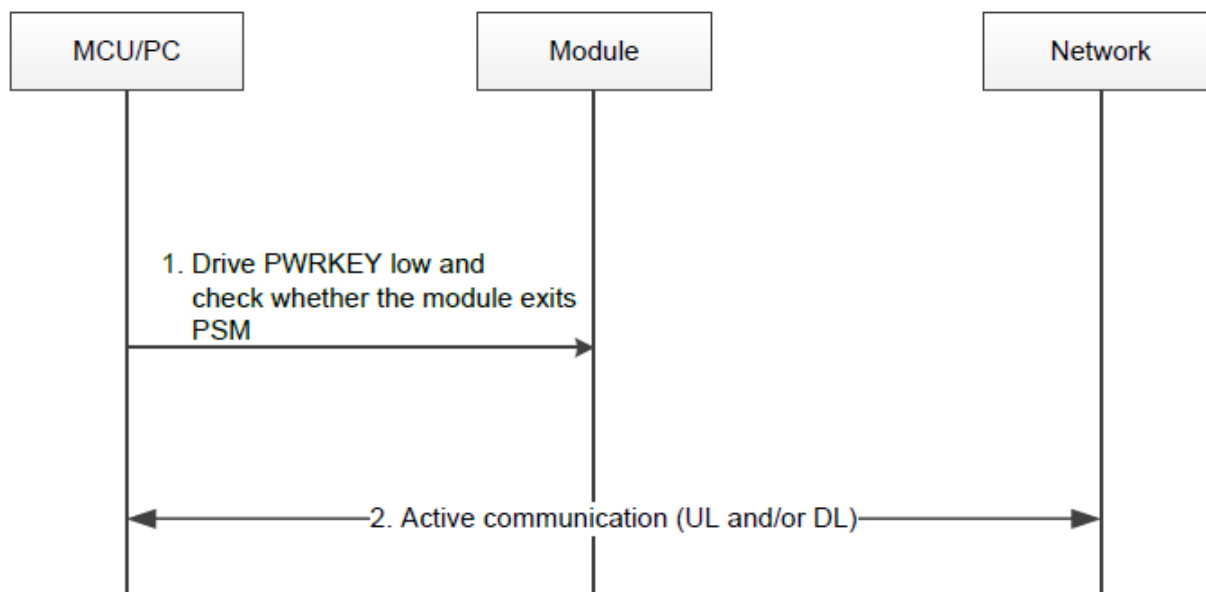 MCU/PC
Module
Network
1. Drive PWRKEY low and
check whether the module exits
PSM
2. Active communication (UL and/or DL)